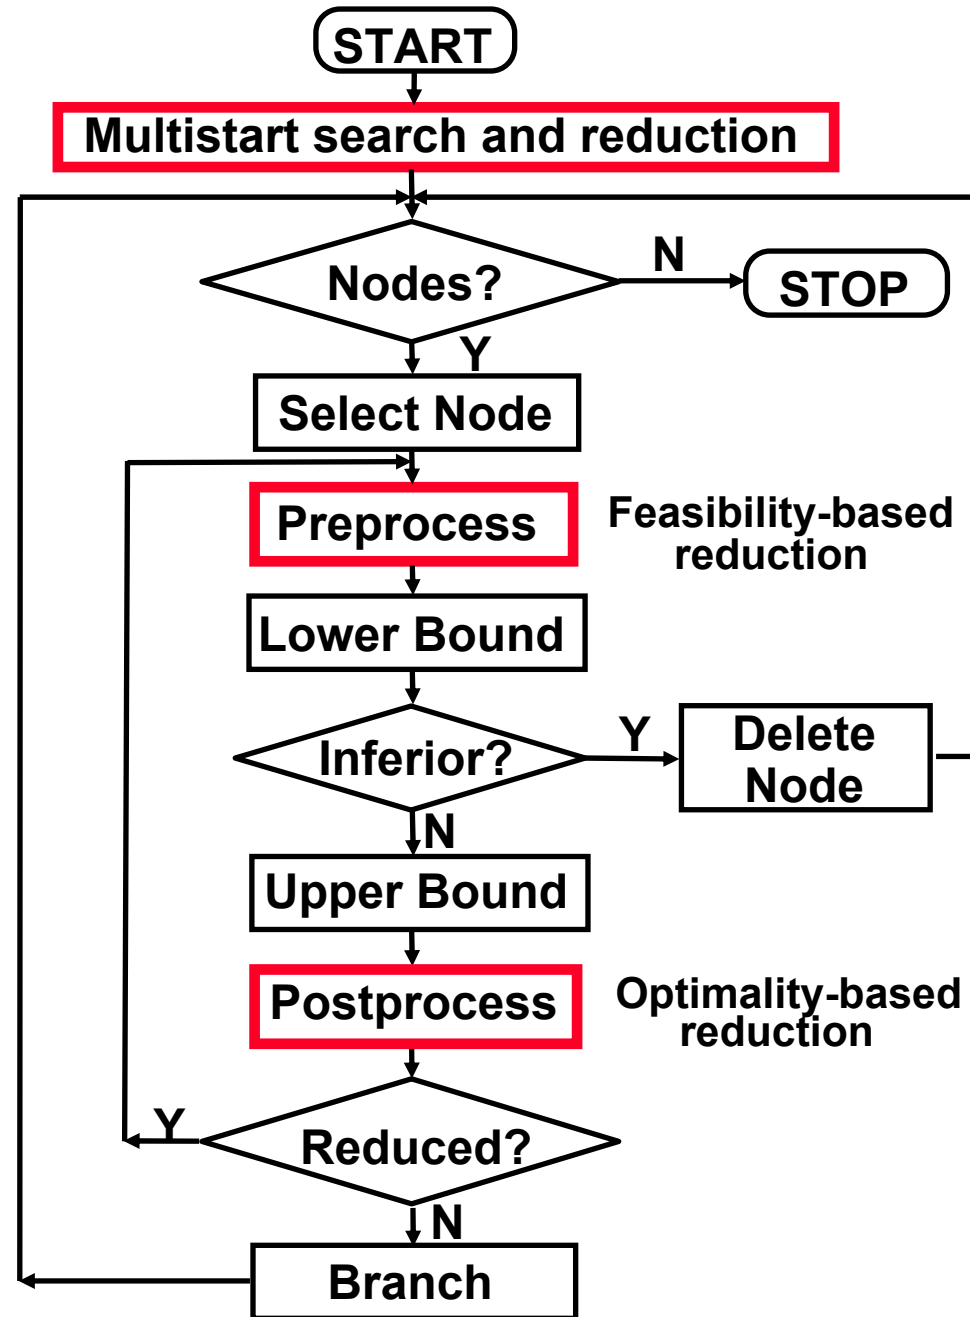 START
Multistart search and reduction
Nodes?
N
STOP
Y
Select Node
Preprocess
Feasibility-based
reduction
Lower Bound
Inferior?
Y
Delete
Node
N
Upper Bound
Postprocess
Optimality-based
reduction
Y
Reduced?
N
Branch